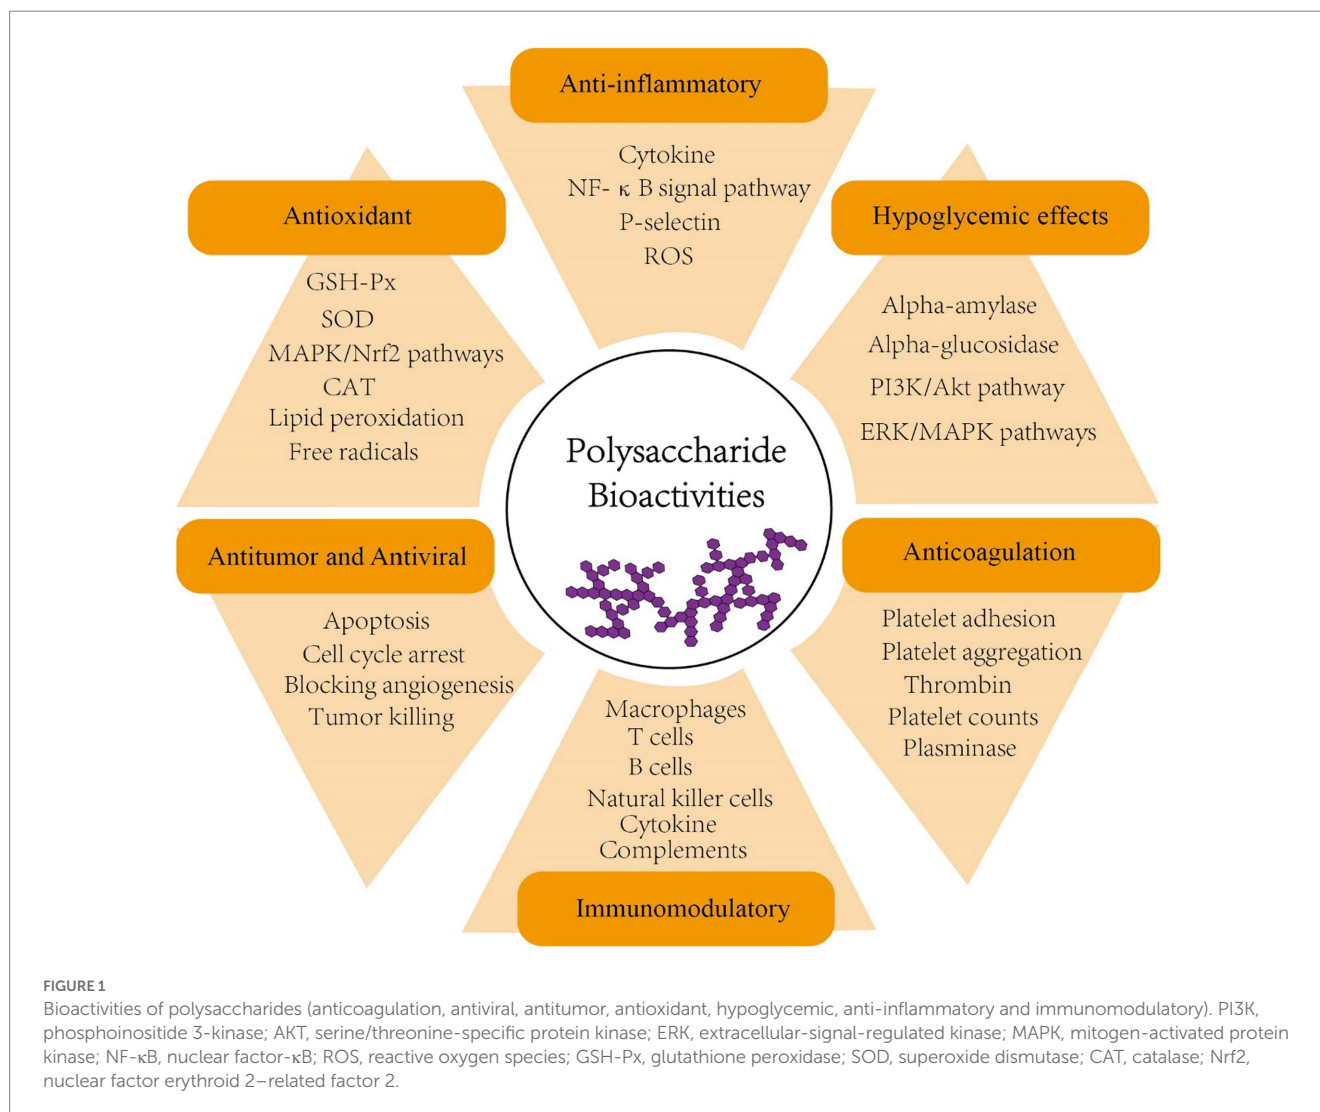 Anti-inflammatory
Cytokine
NF- κ B signal pathway
P-selectin
ROS
Antioxidant
GSH-Px
SOD
MAPK/Nrf2 pathways
CAT
Lipid peroxidation
Free radicals
Hypoglycemic effects
Alpha-amylase
Alpha-glucosidase
PI3K/Akt pathway
ERK/MAPK pathways
Polysaccharide
Bioactivities
Antitumor and Antiviral
Apoptosis
Cell cycle arrest
Blocking angiogenesis
Tumor killing
Anticoagulation
Platelet adhesion
Platelet aggregation
Thrombin
Platelet counts
Plasminase
Macrophages
T cells
B cells
Natural killer cells
Cytokine
Complements
Immunomodulatory
FIGURE 1
Bioactivities of polysaccharides (anticoagulation, antiviral, antitumor, antioxidant, hypoglycemic, anti-inflammatory and immunomodulatory). PI3K,
phosphoinositide 3-kinase; AKT, serine/threonine-specific protein kinase; ERK, extracellular-signal-regulated kinase; MAPK, mitogen-activated protein
kinase; NF-κB, nuclear factor-κB; ROS, reactive oxygen species; GSH-Px, glutathione peroxidase; SOD, superoxide dismutase; CAT, catalase; Nrf2,
nuclear factor erythroid 2–related factor 2.